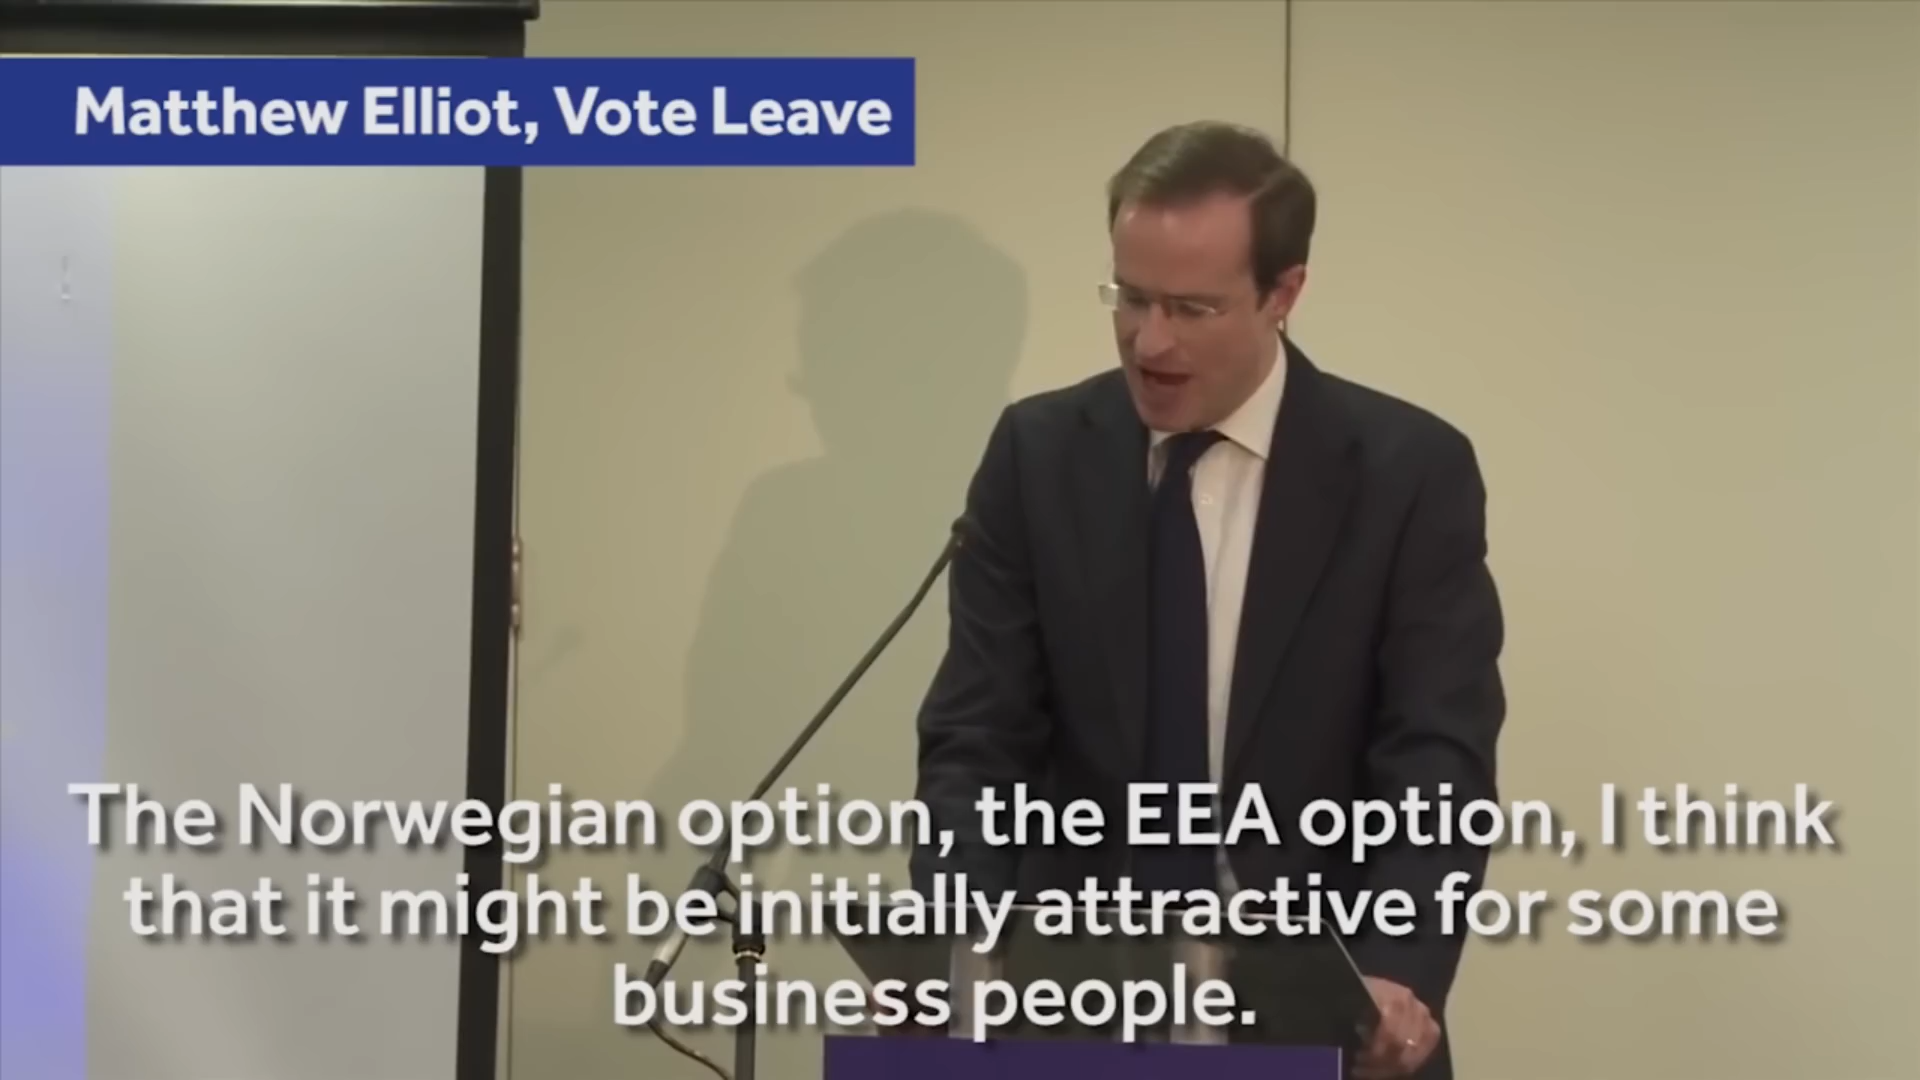 Matthew Elliot, Vote Leave
The Norwegian option, the EEA option, I think
that it might be initially attractive for some
business people.